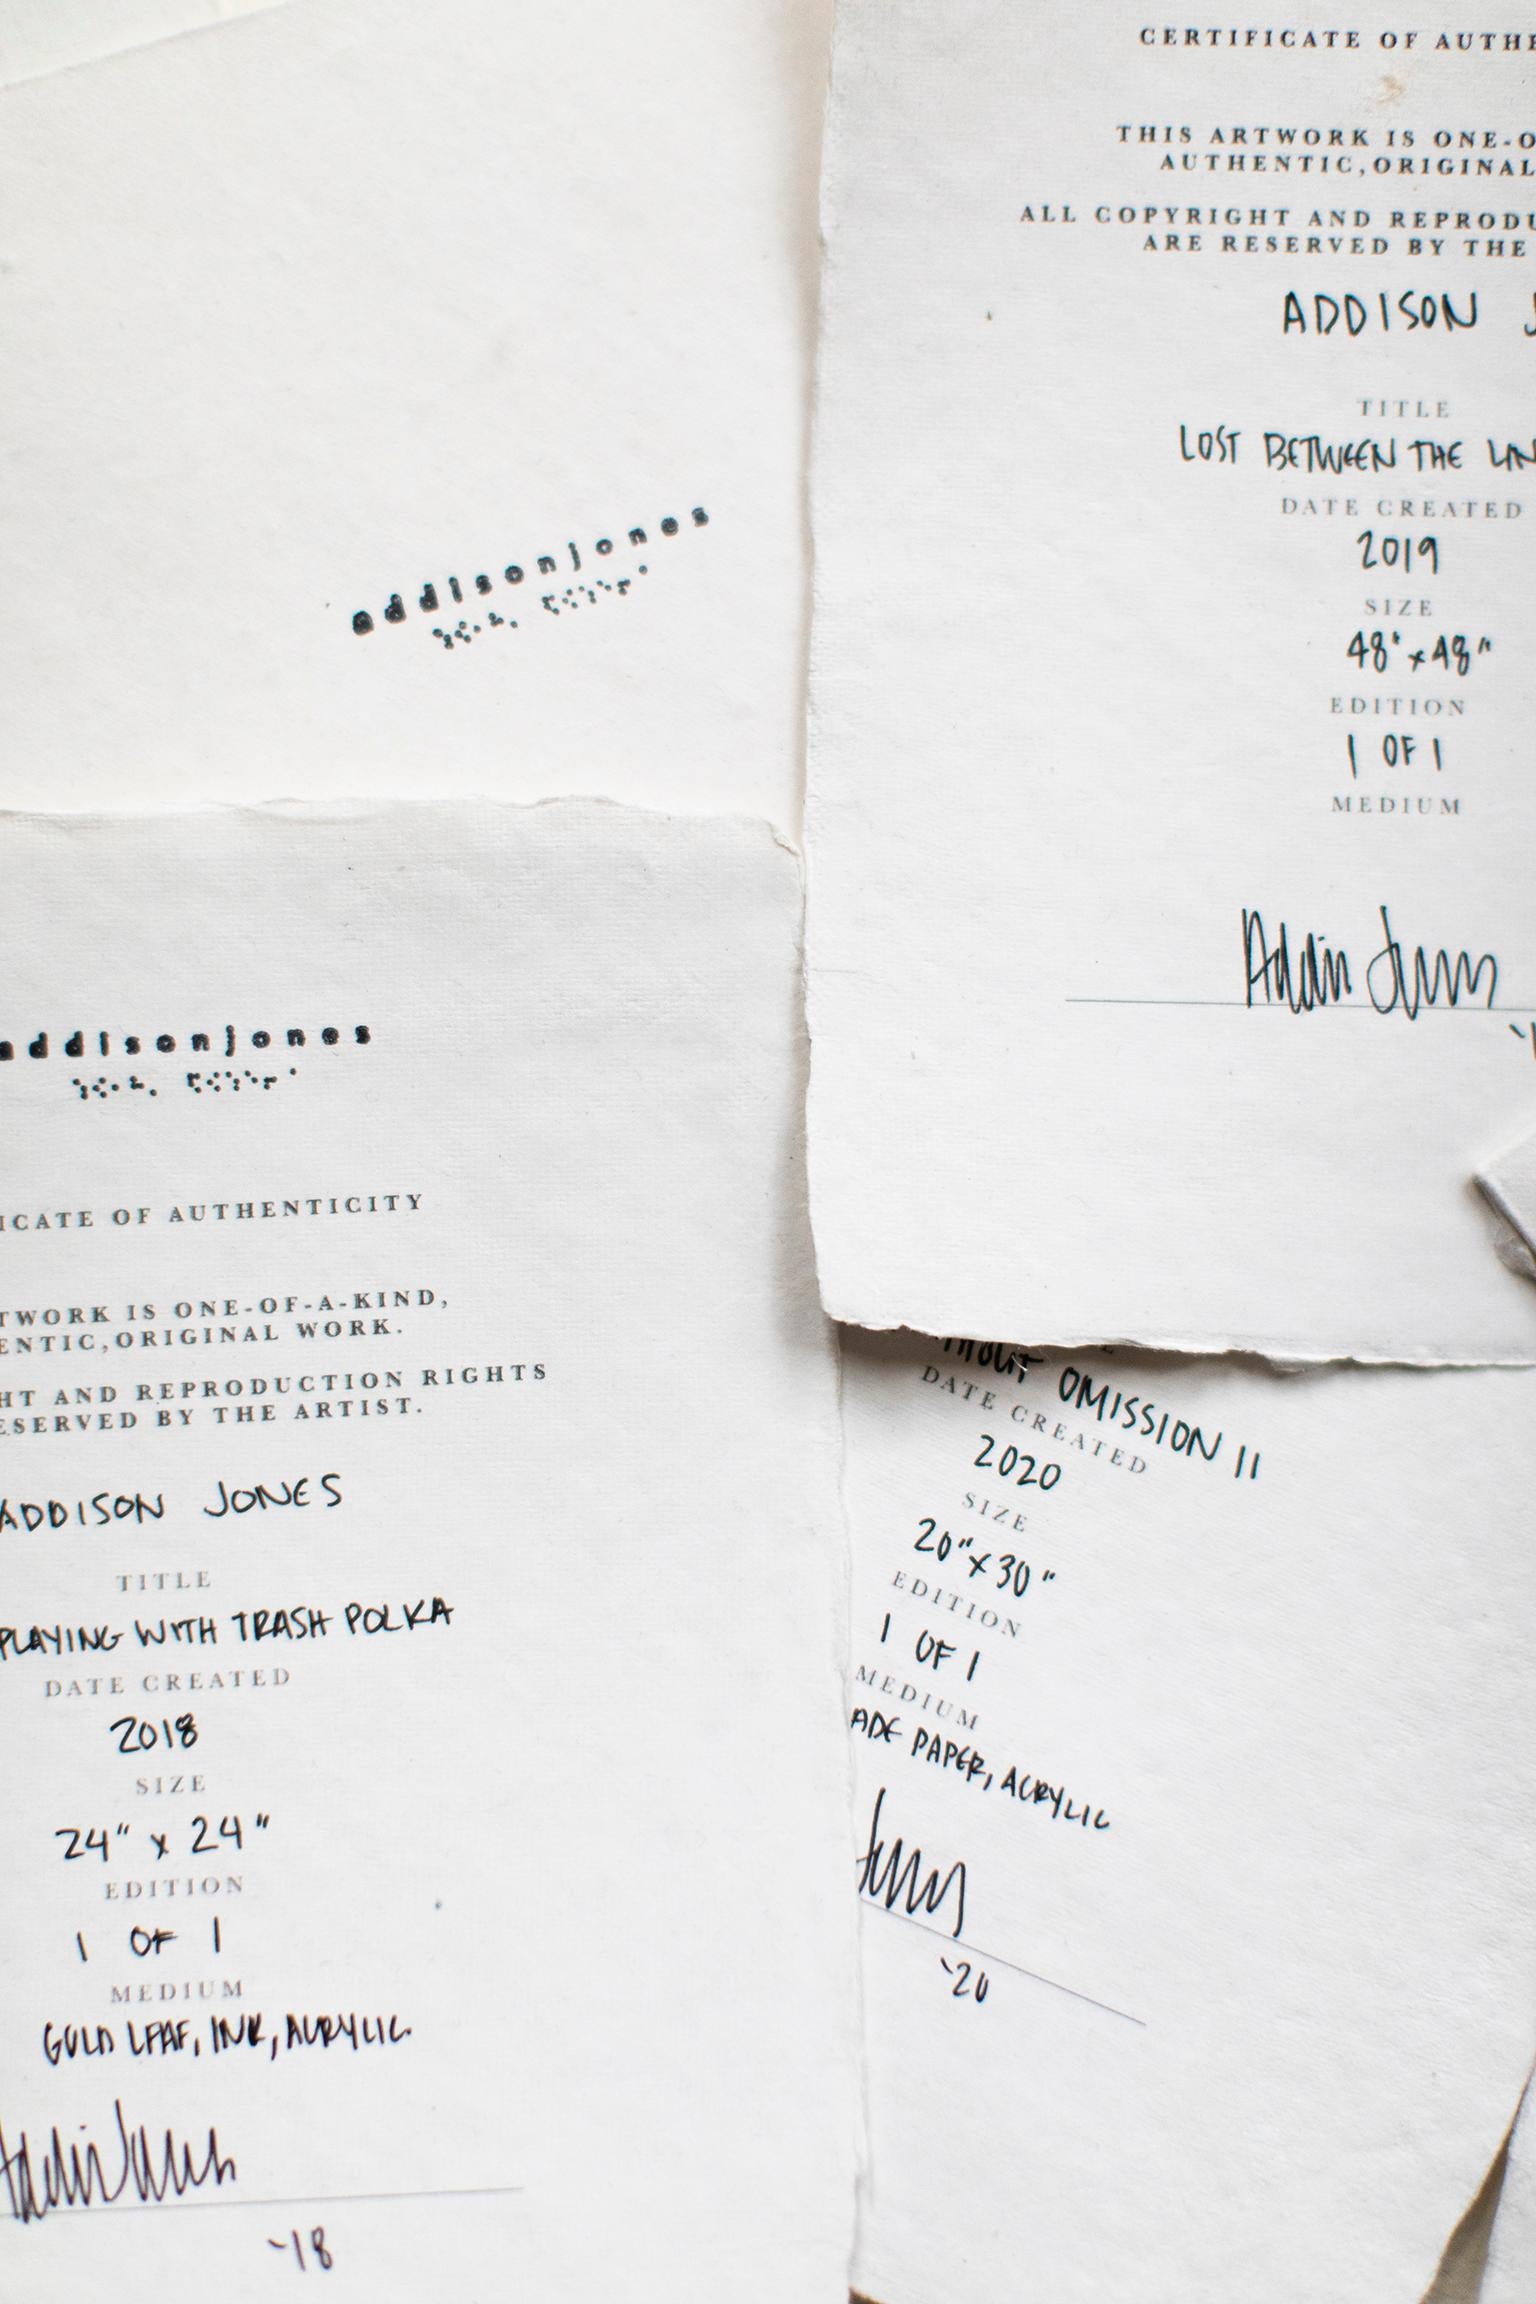 addisonjones
addisonjones
ICATE OF AUTHENTICITY
TWORK IS ONE-OF-A-KIND,
ENTIC,ORIGINAL WORK.
HT AND REPRODUCTION RIGHTS
ESERVED BY THE ARTIST.
ADDISON JONES
TITLE
PLAYING WITH TRASH POLKA
DATE CREATED
2018
SIZE
24" x 24"
EDITION
1 OF 1
MEDIUM
GOLD LEAF, INK, ACRYLIC
'18
CERTIFICATE OF AUTHE
THIS ARTWORK IS ONE-O
AUTHENTIC,ORIGINAL
ALL COPYRIGHT AND REPRODU
ARE RESERVED BY THE
ADDISON J
TITLE
LOST BETWEEN THE LIN
DATE CREATED
2019
SIZE
48" x 48"
EDITION
1 OF 1
MEDIUM
OMISSION II
DATE CREATED
2020
SIZE
20" x 30"
EDITION
1 OF 1
MEDIUM
ADE PAPER, ACRYLIC
'20